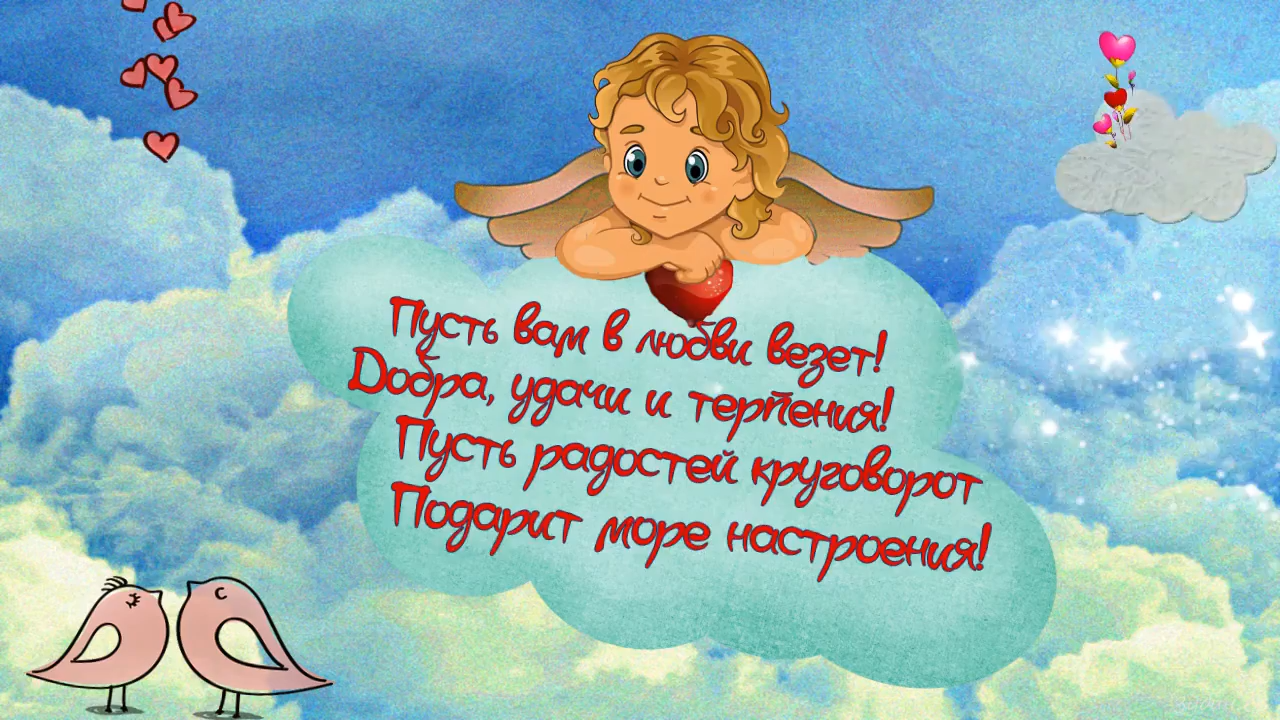 Пусть вам в любви везет!
Добра, удачи и терпения!
Пусть радостей круговорот
Подарит море настроения!